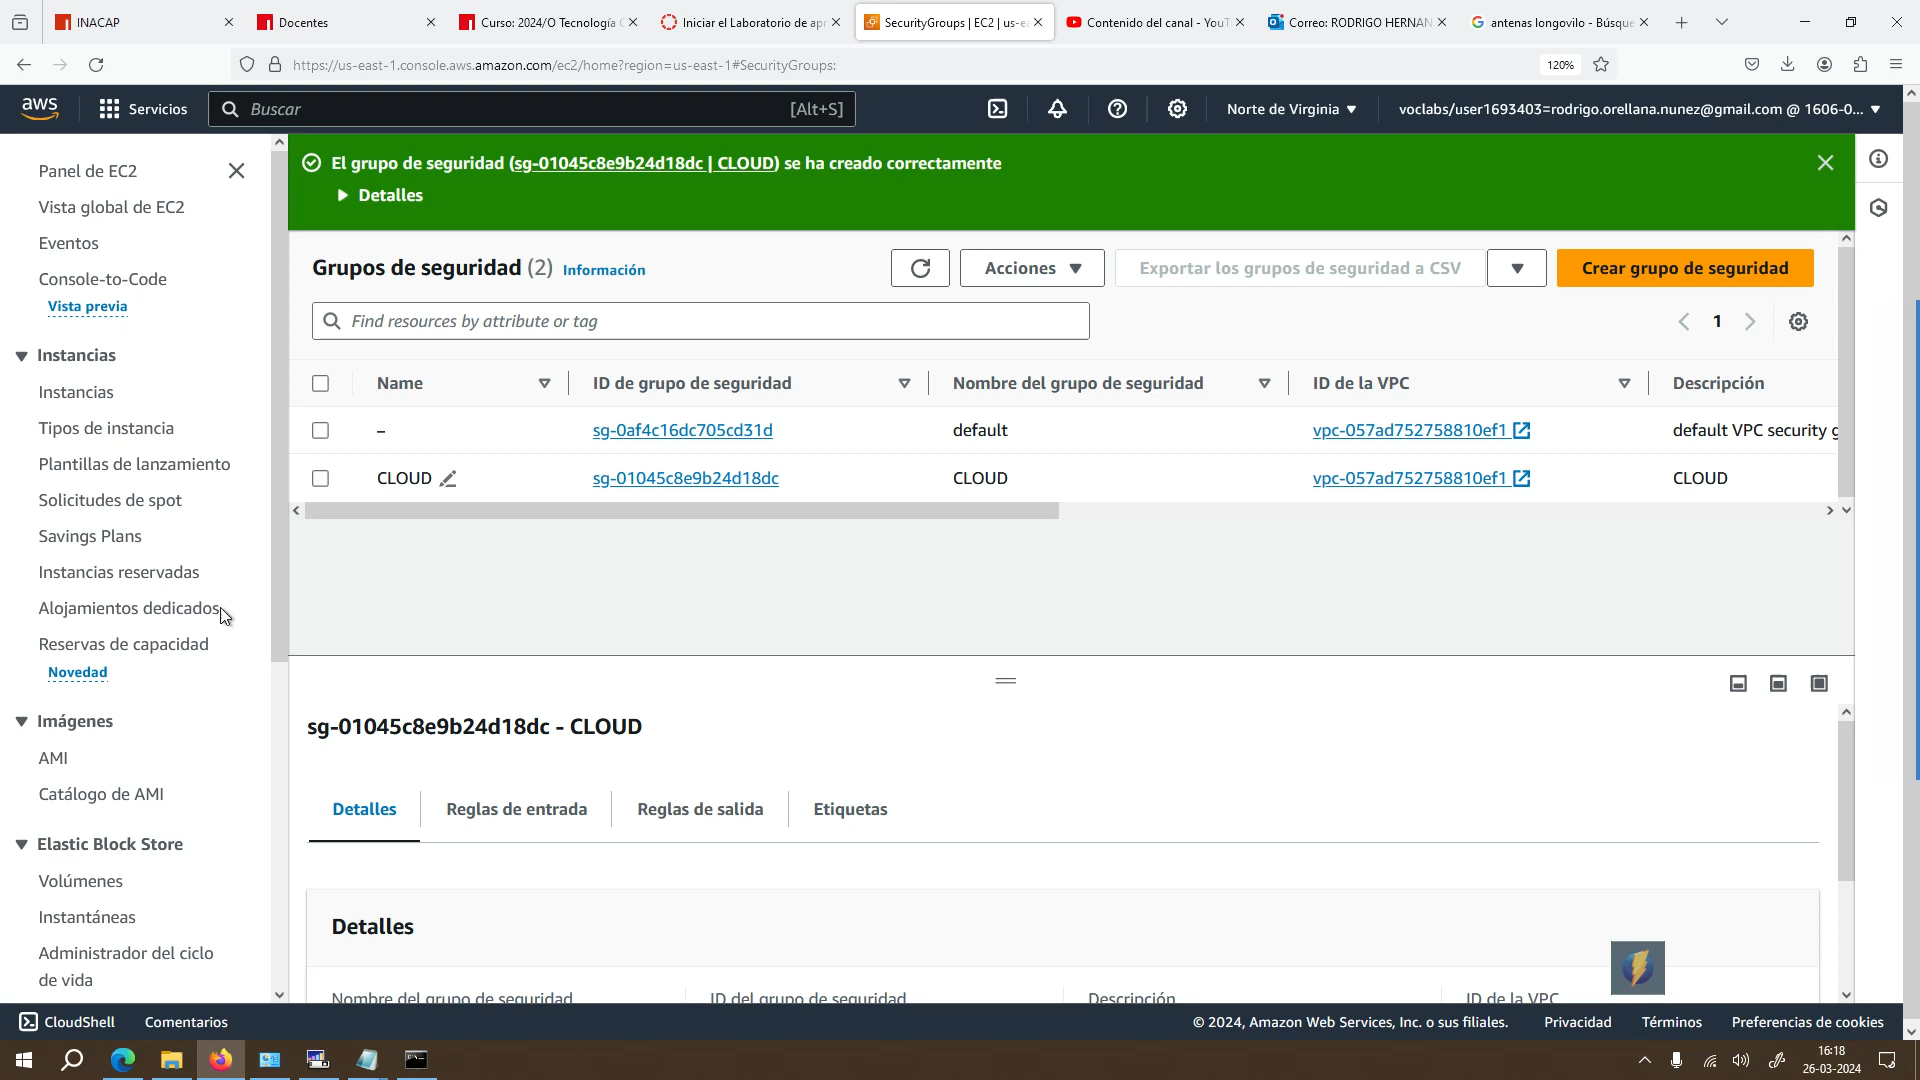 INACAP
Docentes
Curso: 2024/O Tecnología C
Iniciar el Laboratorio de apr
SecurityGroups | EC2 | us-ea
Contenido del canal - YouT
Correo: RODRIGO HERNAN
antenas longovilo - Búsque
https://us-east-1.console.aws.amazon.com/ec2/home?region=us-east-1#SecurityGroups:
120%
aws
Servicios
Buscar
[Alt+S]
Norte de Virginia
voclabs/user1693403=rodrigo.orellana.nunez@gmail.com @ 1606-0...
Panel de EC2
Vista global de EC2
Eventos
Console-to-Code
Vista previa
Instancias
Instancias
Tipos de instancia
Plantillas de lanzamiento
Solicitudes de spot
Savings Plans
Instancias reservadas
Alojamientos dedicados
Reservas de capacidad
Novedad
Imágenes
AMI
Catálogo de AMI
Elastic Block Store
Volúmenes
Instantáneas
Administrador del ciclo
de vida
El grupo de seguridad (sg-01045c8e9b24d18dc | CLOUD) se ha creado correctamente
Detalles
Grupos de seguridad (2) Información
Acciones
Exportar los grupos de seguridad a CSV
Crear grupo de seguridad
Find resources by attribute or tag
1
Name
ID de grupo de seguridad
Nombre del grupo de seguridad
ID de la VPC
Descripción
– sg-0af4c16dc705cd31d default vpc-057ad752758810ef1 default VPC security g
CLOUD sg-01045c8e9b24d18dc CLOUD vpc-057ad752758810ef1 CLOUD
sg-01045c8e9b24d18dc - CLOUD
Detalles
Reglas de entrada
Reglas de salida
Etiquetas
Detalles
Nombre del grupo de seguridad
ID del grupo de seguridad
Descripción
ID de la VPC
CloudShell
Comentarios
© 2024, Amazon Web Services, Inc. o sus filiales.
Privacidad
Términos
Preferencias de cookies
16:18
26-03-2024